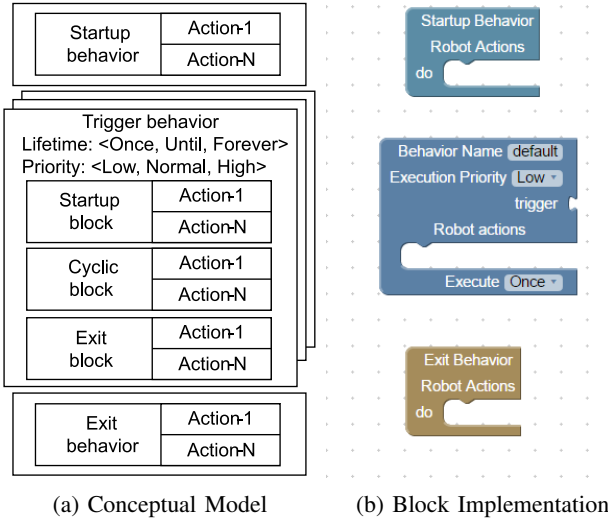 Startup behavior
Action-1
Action-N
Trigger behavior
Lifetime: <Once, Until, Forever>
Priority: <Low, Normal, High>
Startup block
Action-1
Action-N
Cyclic block
Action-1
Action-N
Exit block
Action-1
Action-N
Exit behavior
Action-1
Action-N
(a) Conceptual Model
Startup Behavior
Robot Actions
do
Behavior Name default
Execution Priority Low
trigger
Robot actions
Execute Once
Exit Behavior
Robot Actions
do
(b) Block Implementation